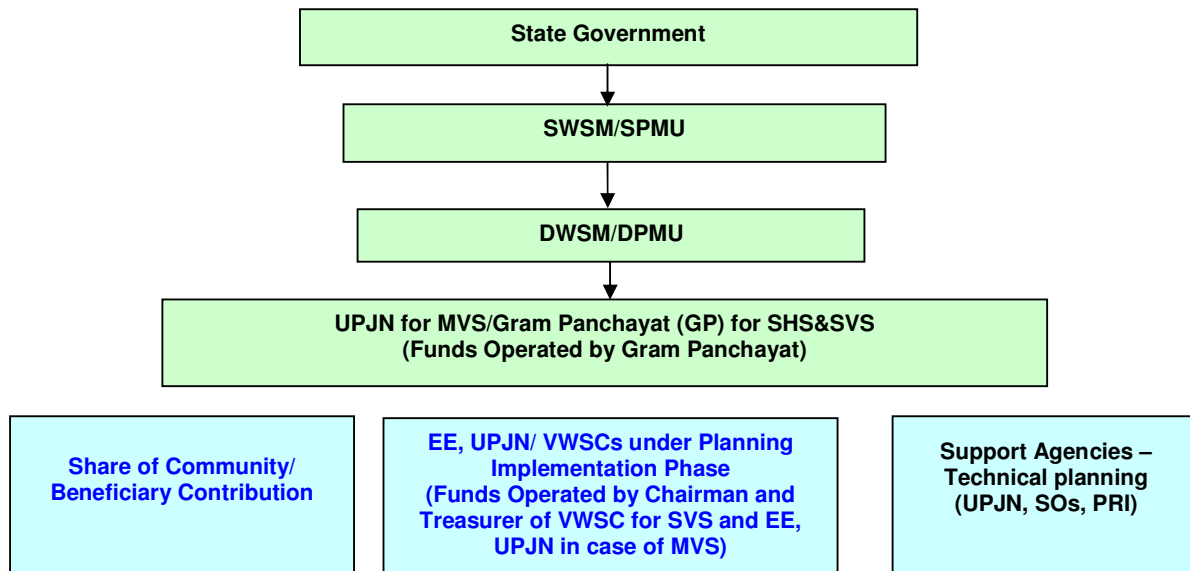 State Government
SWSM/SPMU
DWSM/DPMU
UPJN for MVS/Gram Panchayat (GP) for SHS&SVS
(Funds Operated by Gram Panchayat)
Share of Community/
Beneficiary Contribution
EE, UPJN/ VWSCs under Planning
Implementation Phase
(Funds Operated by Chairman and
Treasurer of VWSC for SVS and EE,
UPJN in case of MVS)
Support Agencies –
Technical planning
(UPJN, SOs, PRI)